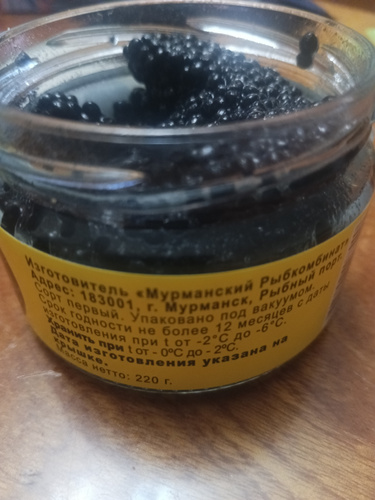 Изготовитель «Мурманский Рыбкомбинат
Адрес: 183001, г. Мурманск, Рыбный порт.
Сорт первый. Упаковано под вакуумом.
Срок годности не более 12 месяцев с даты
изготовления при t от -2°C до -6°C.
Хранить при t от - 0°C до - 2°C.
Дата изготовления указана на
крышке.
Масса нетто: 220 г.